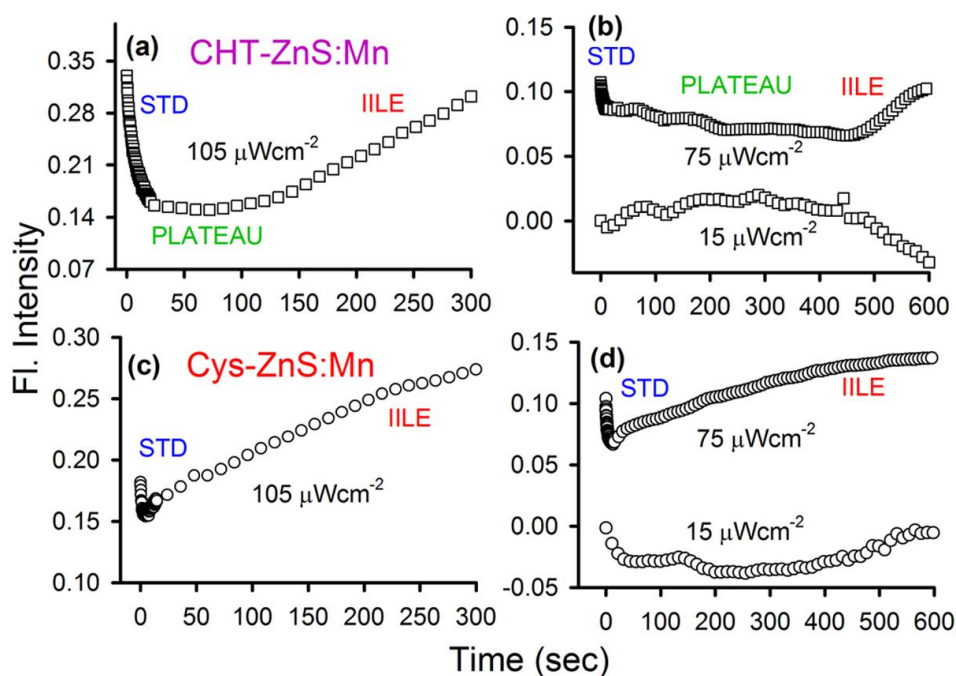 (a) CHT-ZnS:Mn
0.35
STD
IILE
0.28
105 μWcm-2
0.21
0.14
PLATEAU
0.07
0 50 100 150 200 250 300
(b)
STD
0.10
PLATEAU IILE
0.05
75 μWcm-2
0.00
15 μWcm-2
0 100 200 300 400 500 600
Fl. Intensity
0.30
(c) Cys-ZnS:Mn
0.25
IILE
STD
0.20
105 μWcm-2
0.15
0.10
0 50 100 150 200 250 300
0.15
(d)
STD IILE
0.10
75 μWcm-2
0.05
15 μWcm-2
0.00
-0.05
0 100 200 300 400 500 600
Time (sec)